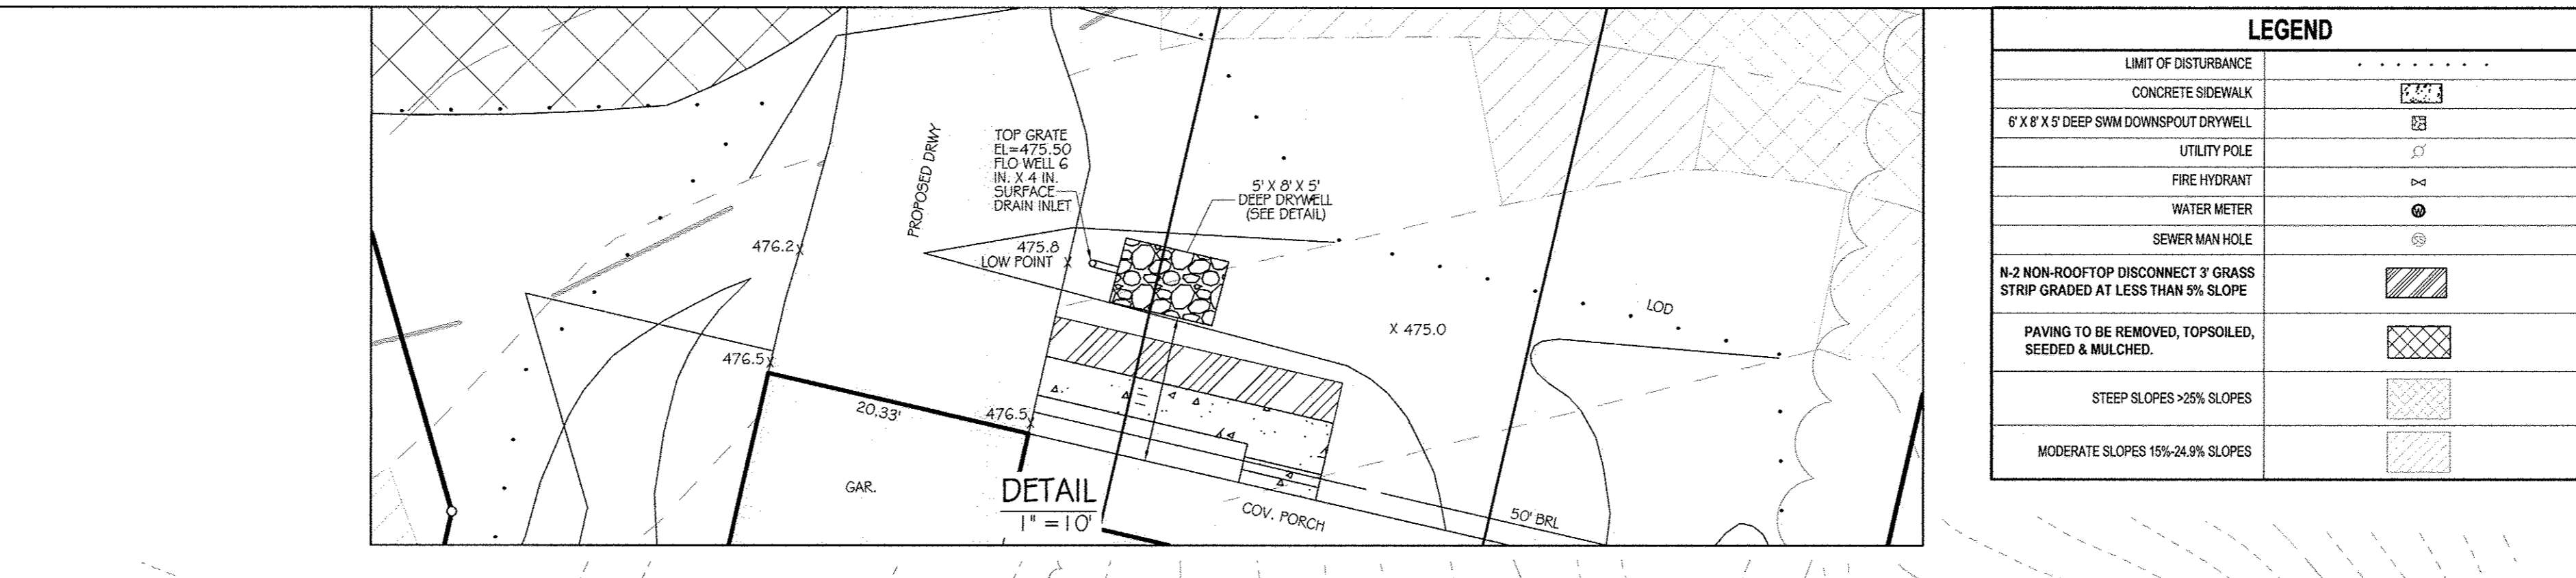 TOP GRATE
EL=475.50
FLO WELL 6
IN. X 4 IN.
SURFACE
DRAIN INLET
PROPOSED DRWY
5' X 8' X 5'
DEEP DRYWELL
(SEE DETAIL)
476.2x
475.8
LOW POINT X
LOD
X 475.0
476.5x
20.33'
476.5x
GAR.
DETAIL
1" = 10'
COV. PORCH
50' BRL
LEGEND
LIMIT OF DISTURBANCE
CONCRETE SIDEWALK
6' X 8' X 5' DEEP SWM DOWNSPOUT DRYWELL
UTILITY POLE
FIRE HYDRANT
WATER METER
W
SEWER MAN HOLE
N-2 NON-ROOFTOP DISCONNECT 3' GRASS
STRIP GRADED AT LESS THAN 5% SLOPE
PAVING TO BE REMOVED, TOPSOILED,
SEEDED & MULCHED.
STEEP SLOPES >25% SLOPES
MODERATE SLOPES 15%-24.9% SLOPES